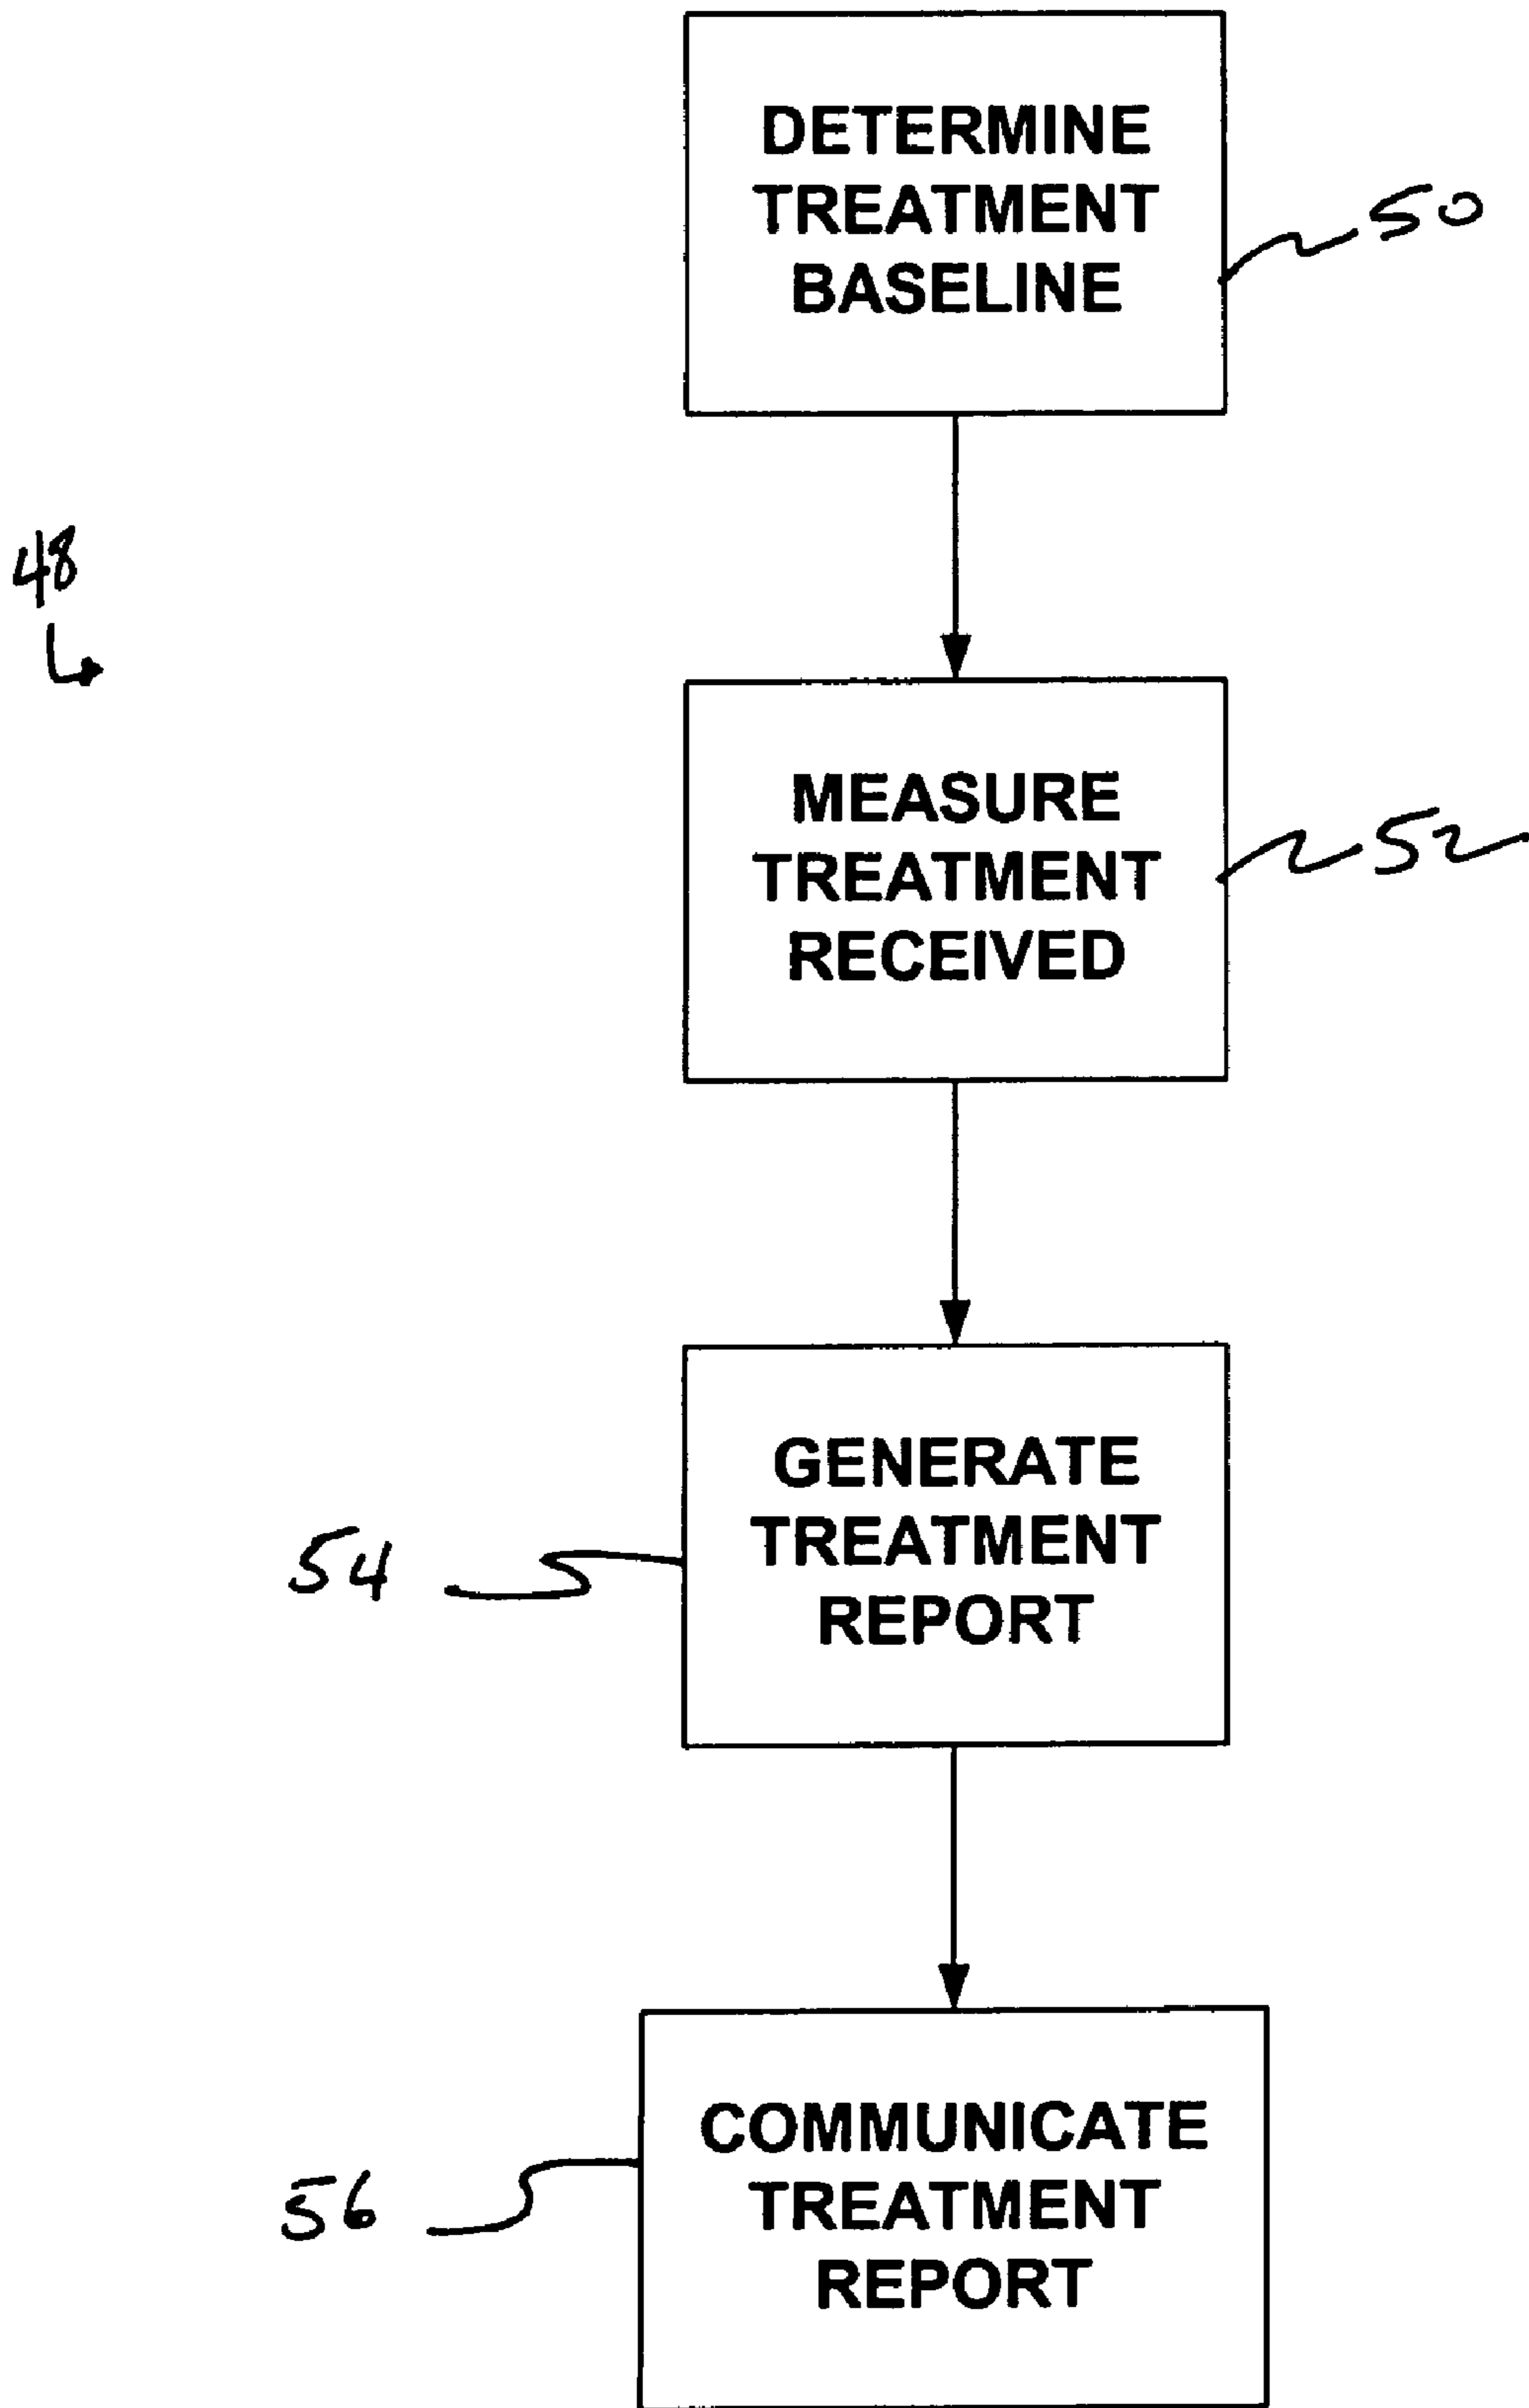 DETERMINE
TREATMENT
BASELINE
50
48
MEASURE
TREATMENT
RECEIVED
52
GENERATE
TREATMENT
REPORT
54
COMMUNICATE
TREATMENT
REPORT
56